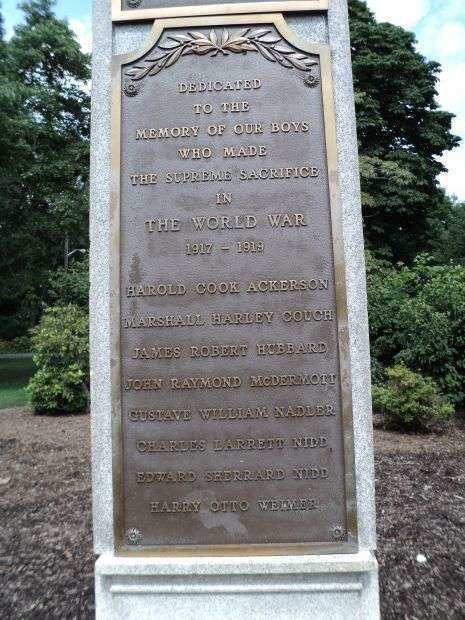 DEDICATED
TO THE
MEMORY OF OUR BOYS
WHO MADE
THE SUPREME SACRIFICE
IN
THE WORLD WAR
1917 – 1919
HAROLD COOK ACKERSON
MARSHALL HARLEY COUCH
JAMES ROBERT HUBBARD
JOHN RAYMOND McDERMOTT
GUSTAVE WILLIAM NADLER
CHARLES LARRETT NIDD
EDWARD SHERRARD NIDD
HARRY OTTO WEIMER